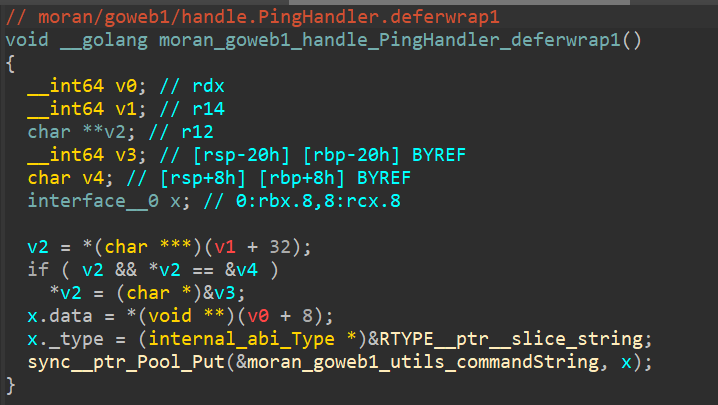 // moran/goweb1/handle.PingHandler.deferwrap1
void __golang moran_goweb1_handle_PingHandler_deferwrap1()
{
  __int64 v0; // rdx
  __int64 v1; // r14
  char **v2; // r12
  __int64 v3; // [rsp-20h] [rbp-20h] BYREF
  char v4; // [rsp+8h] [rbp+8h] BYREF
  interface__0 x; // 0:rbx.8,8:rcx.8

  v2 = *(char ***)(v1 + 32);
  if ( v2 && *v2 == &v4 )
    *v2 = (char *)&v3;
  x.data = *(void **)(v0 + 8);
  x._type = (internal_abi_Type *)&RTYPE__ptr__slice_string;
  sync__ptr_Pool_Put(&moran_goweb1_utils_commandString, x);
}